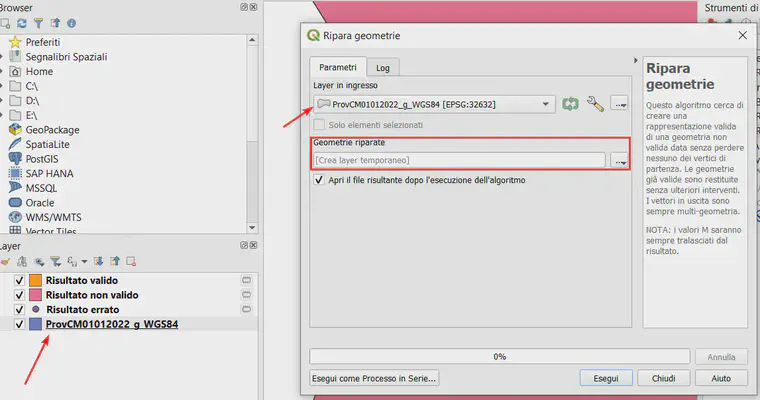 Browser
Preferiti
Segnalibri Spaziali
Home
C:\
D:\
E:\
GeoPackage
SpatiaLite
PostGIS
SAP HANA
MSSQL
Oracle
WMS/WMTS
Vector Tiles
Layer
Risultato valido
Risultato non valido
Risultato errato
ProvCM01012022_g_WGS84
Strumenti di
Ripara geometrie
Parametri
Log
Layer in ingresso
ProvCM01012022_g_WGS84 [EPSG:32632]
...
Solo elementi selezionati
Geometrie riparate
[Crea layer temporaneo]
...
Apri il file risultante dopo l'esecuzione dell'algoritmo
Ripara
geometrie
Questo algoritmo cerca di
creare una
rappresentazione valida
di una geometria non
valida data senza perdere
nessuno dei vertici di
partenza. Le geometrie
già valide sono restituite
senza ulteriori interventi.
I vettori in uscita sono
sempre multi-geometria.
NOTA: i valori M saranno
sempre tralasciati dal
risultato.
0%
Annulla
Esegui come Processo in Serie...
Esegui
Chiudi
Aiuto